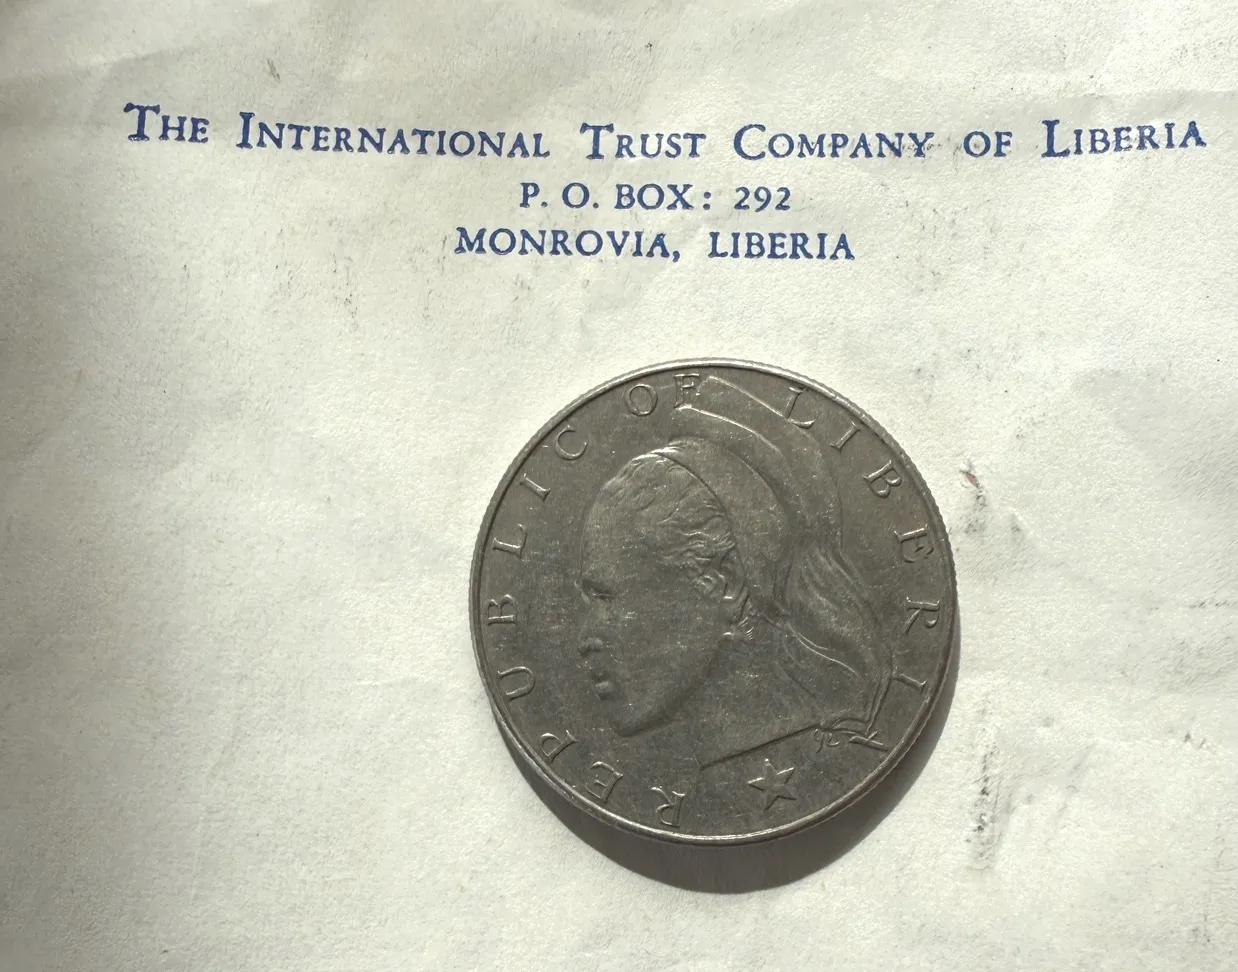 THE INTERNATIONAL TRUST COMPANY OF LIBERIA
P. O. BOX: 292
MONROVIA, LIBERIA
REPUBLIC OF LIBERIA